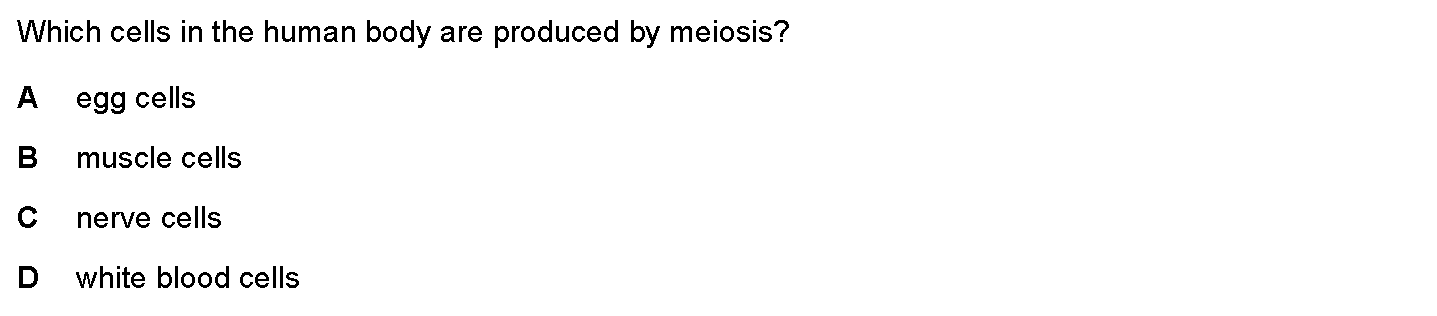 Which cells in the human body are produced by meiosis?
A egg cells
B muscle cells
C nerve cells
D white blood cells